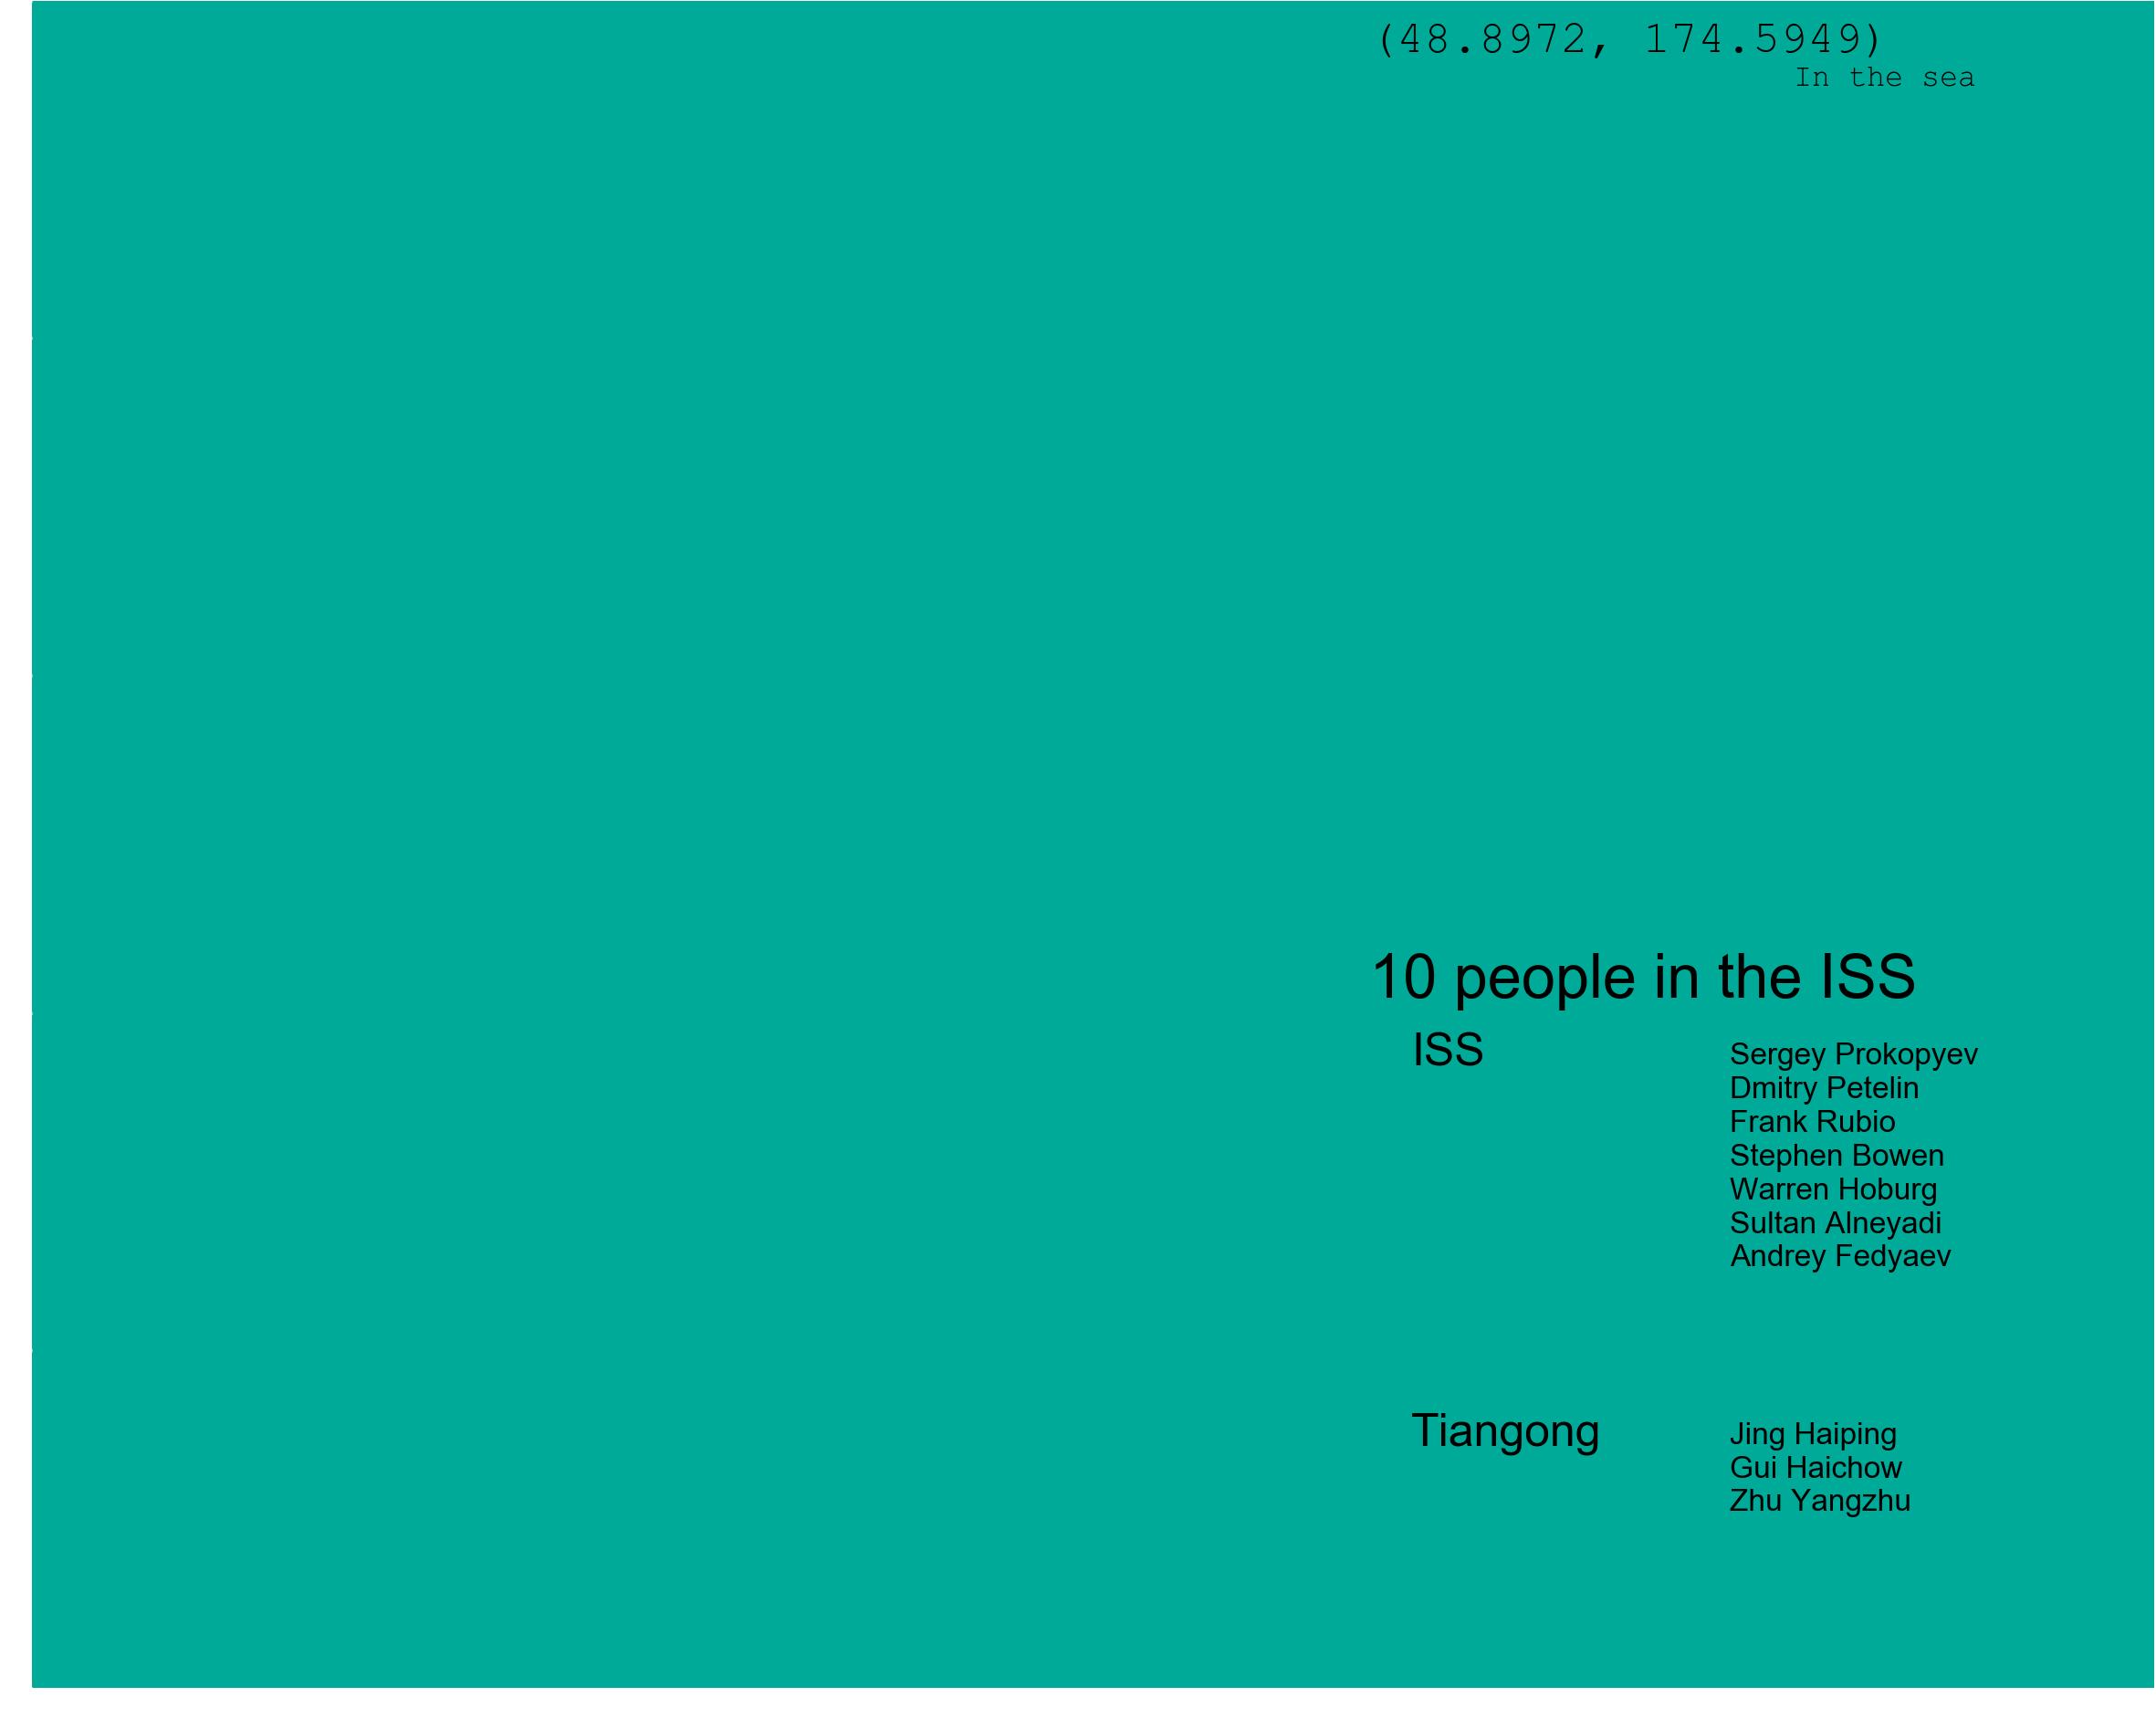 (48.8972, 174.5949)
In the sea
10 people in the ISS
ISS
Sergey Prokopyev
Dmitry Petelin
Frank Rubio
Stephen Bowen
Warren Hoburg
Sultan Alneyadi
Andrey Fedyaev
Tiangong
Jing Haiping
Gui Haichow
Zhu Yangzhu